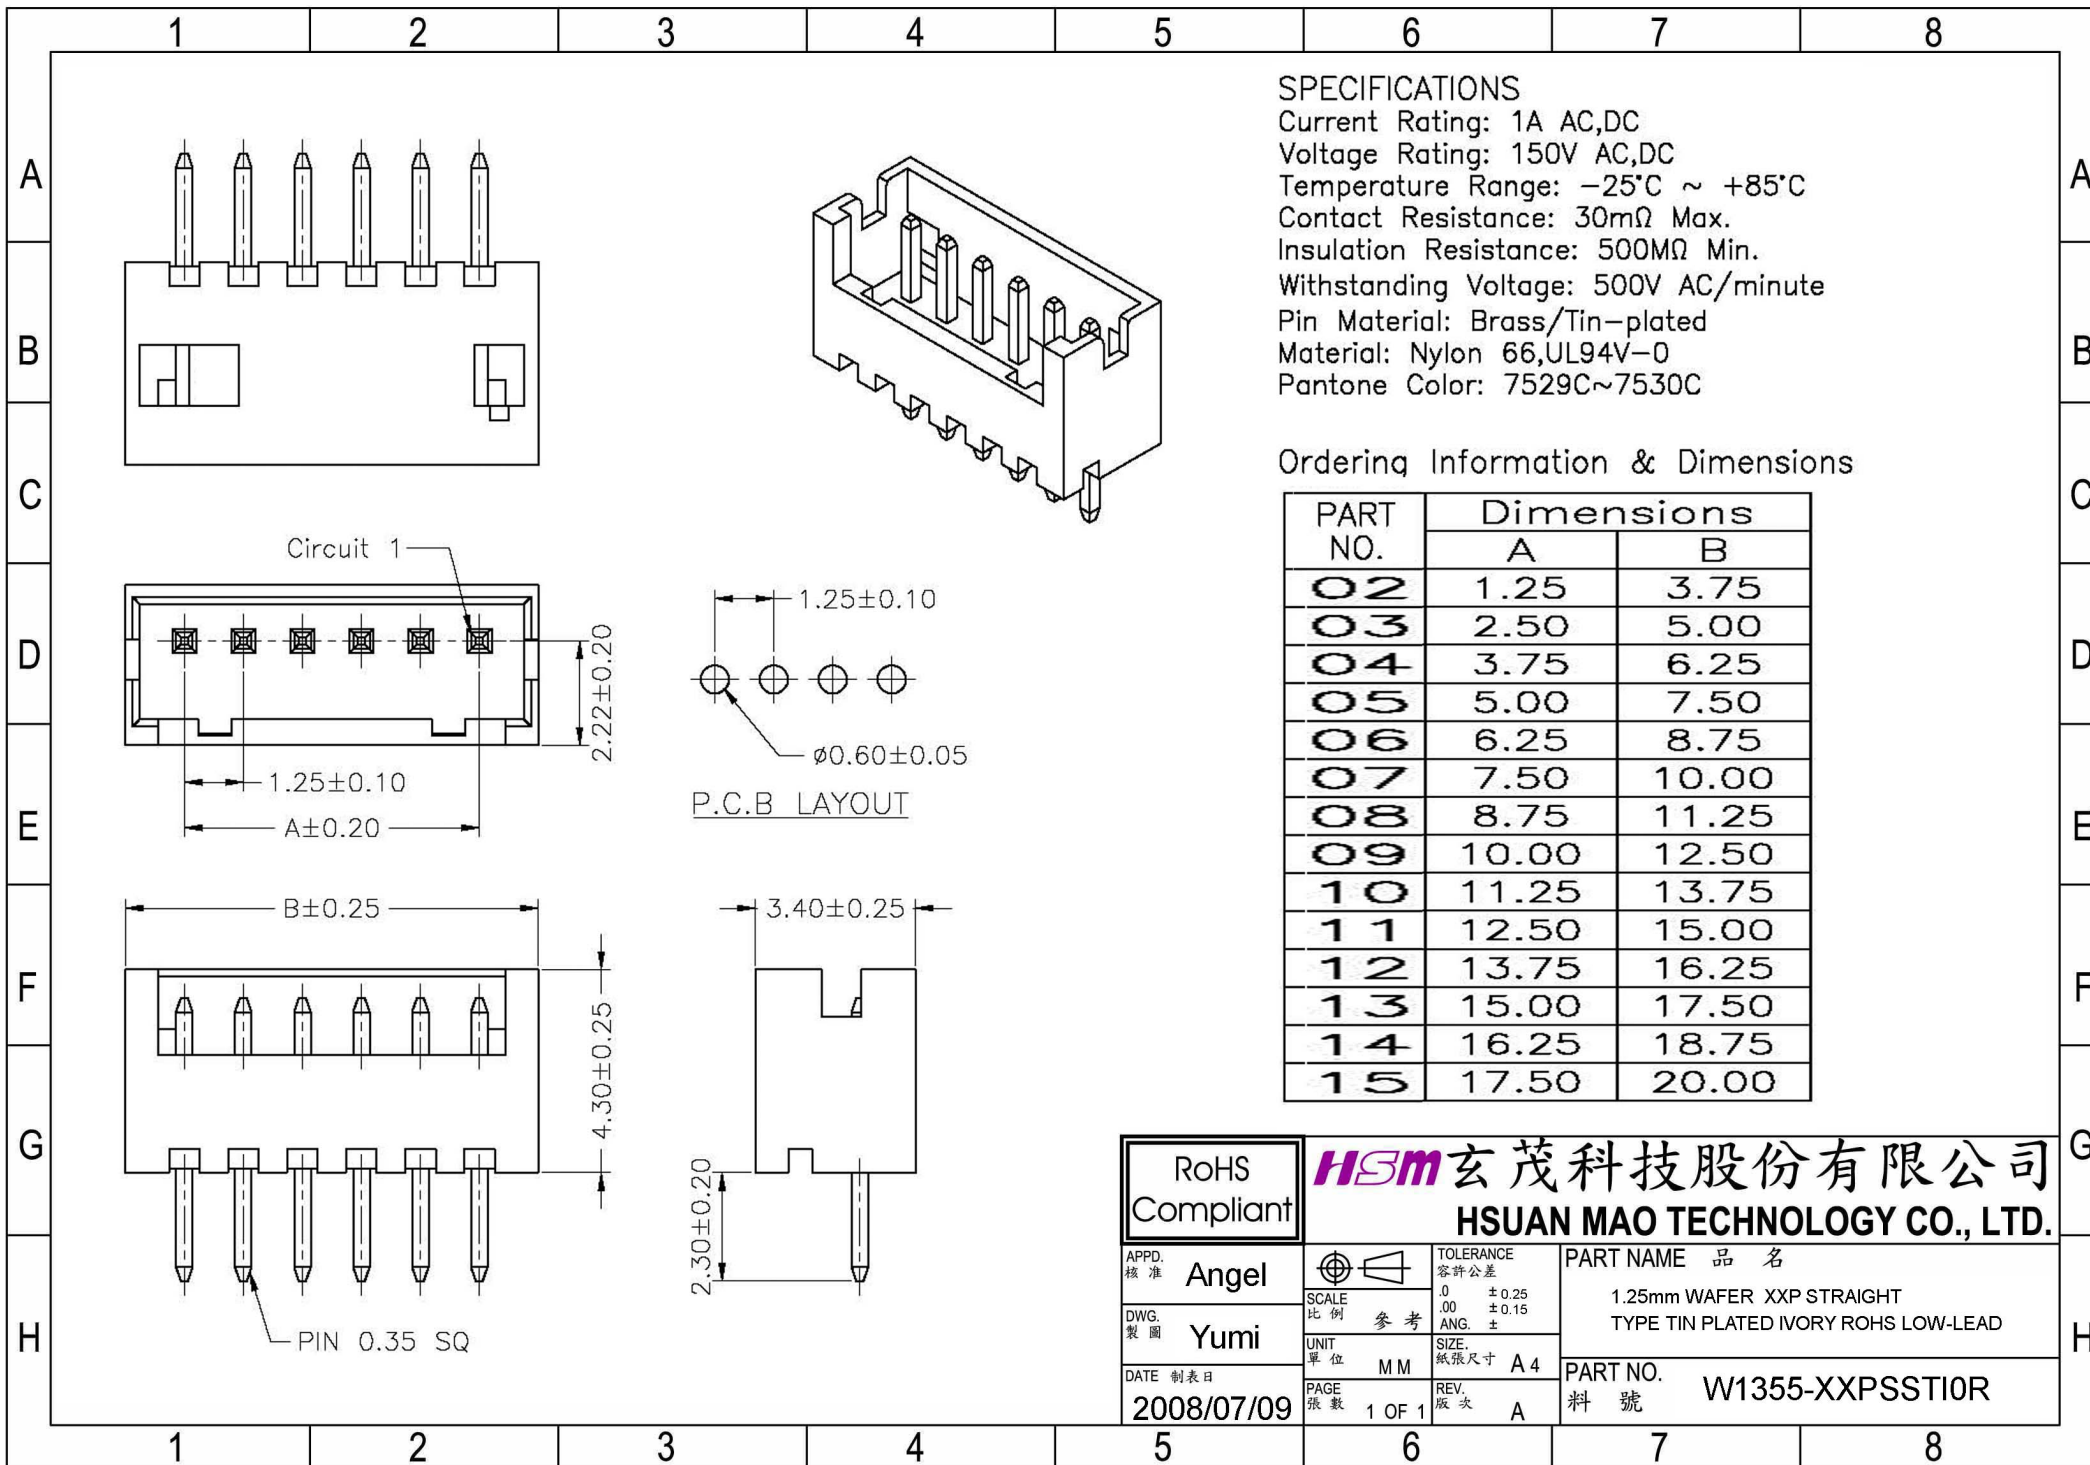 1 2 3 4 5 6 7 8
A
B
C
D
E
F
G
H
A
B
C
D
E
F
G
H
SPECIFICATIONS
Current Rating: 1A AC,DC
Voltage Rating: 150V AC,DC
Temperature Range: −25°C ~ +85°C
Contact Resistance: 30mΩ Max.
Insulation Resistance: 500MΩ Min.
Withstanding Voltage: 500V AC/minute
Pin Material: Brass/Tin−plated
Material: Nylon 66,UL94V−0
Pantone Color: 7529C~7530C
Circuit 1
2.22±0.20
1.25±0.10
A±0.20
1.25±0.10
ø0.60±0.05
P.C.B LAYOUT
B±0.25
4.30±0.25
PIN 0.35 SQ
3.40±0.25
2.30±0.20
Ordering Information & Dimensions
PART NO. Dimensions
A B
02 1.25 3.75
03 2.50 5.00
04 3.75 6.25
05 5.00 7.50
06 6.25 8.75
07 7.50 10.00
08 8.75 11.25
09 10.00 12.50
10 11.25 13.75
11 12.50 15.00
12 13.75 16.25
13 15.00 17.50
14 16.25 18.75
15 17.50 20.00
RoHS
Compliant
HSM 玄茂科技股份有限公司
HSUAN MAO TECHNOLOGY CO., LTD.
APPD.
核 准 Angel
DWG.
製 圖 Yumi
DATE 制表日
2008/07/09
SCALE
比 例 參 考
UNIT
單 位 MM
PAGE
張 數 1 OF 1
TOLERANCE
容許公差
.0 ± 0.25
.00 ± 0.15
ANG. ±
SIZE.
紙張尺寸 A4
REV.
版 次 A
PART NAME 品 名
1.25mm WAFER XXP STRAIGHT
TYPE TIN PLATED IVORY ROHS LOW-LEAD
PART NO.
料 號 W1355-XXPSSTI0R
1 2 3 4 5 6 7 8